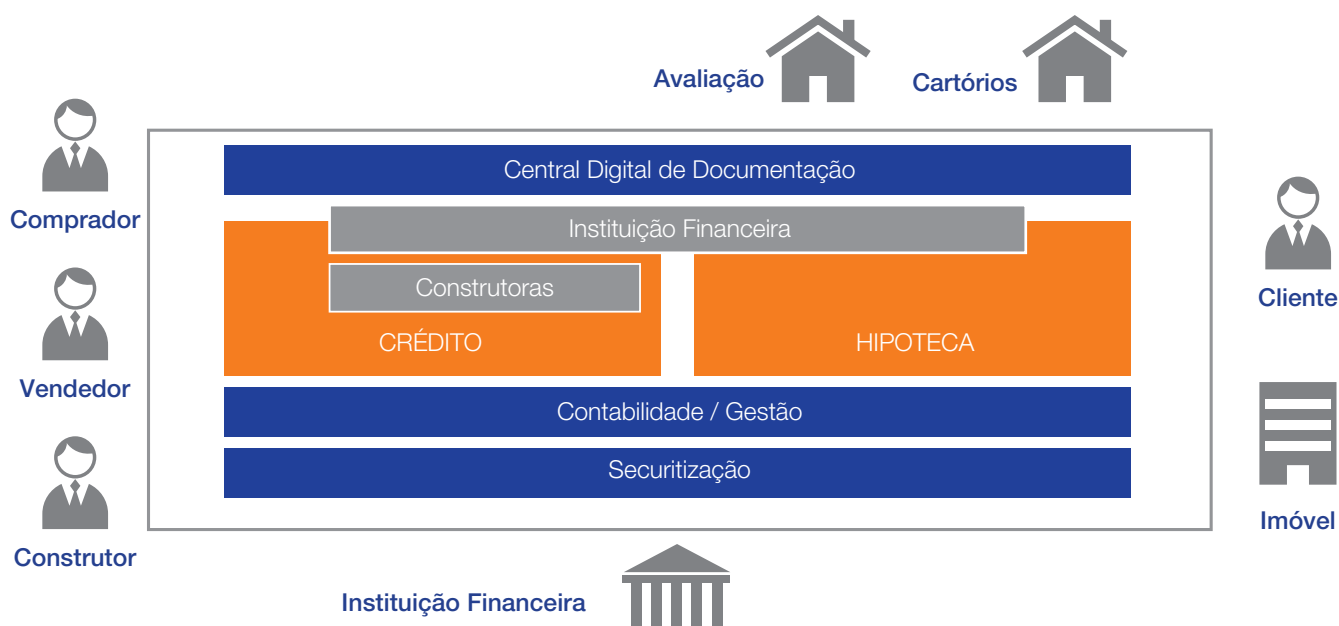 Avaliação
Cartórios
Comprador
Vendedor
Construtor
Central Digital de Documentação
Instituição Financeira
Construtoras
CRÉDITO
HIPOTECA
Contabilidade / Gestão
Securitização
Cliente
Imóvel
Instituição Financeira